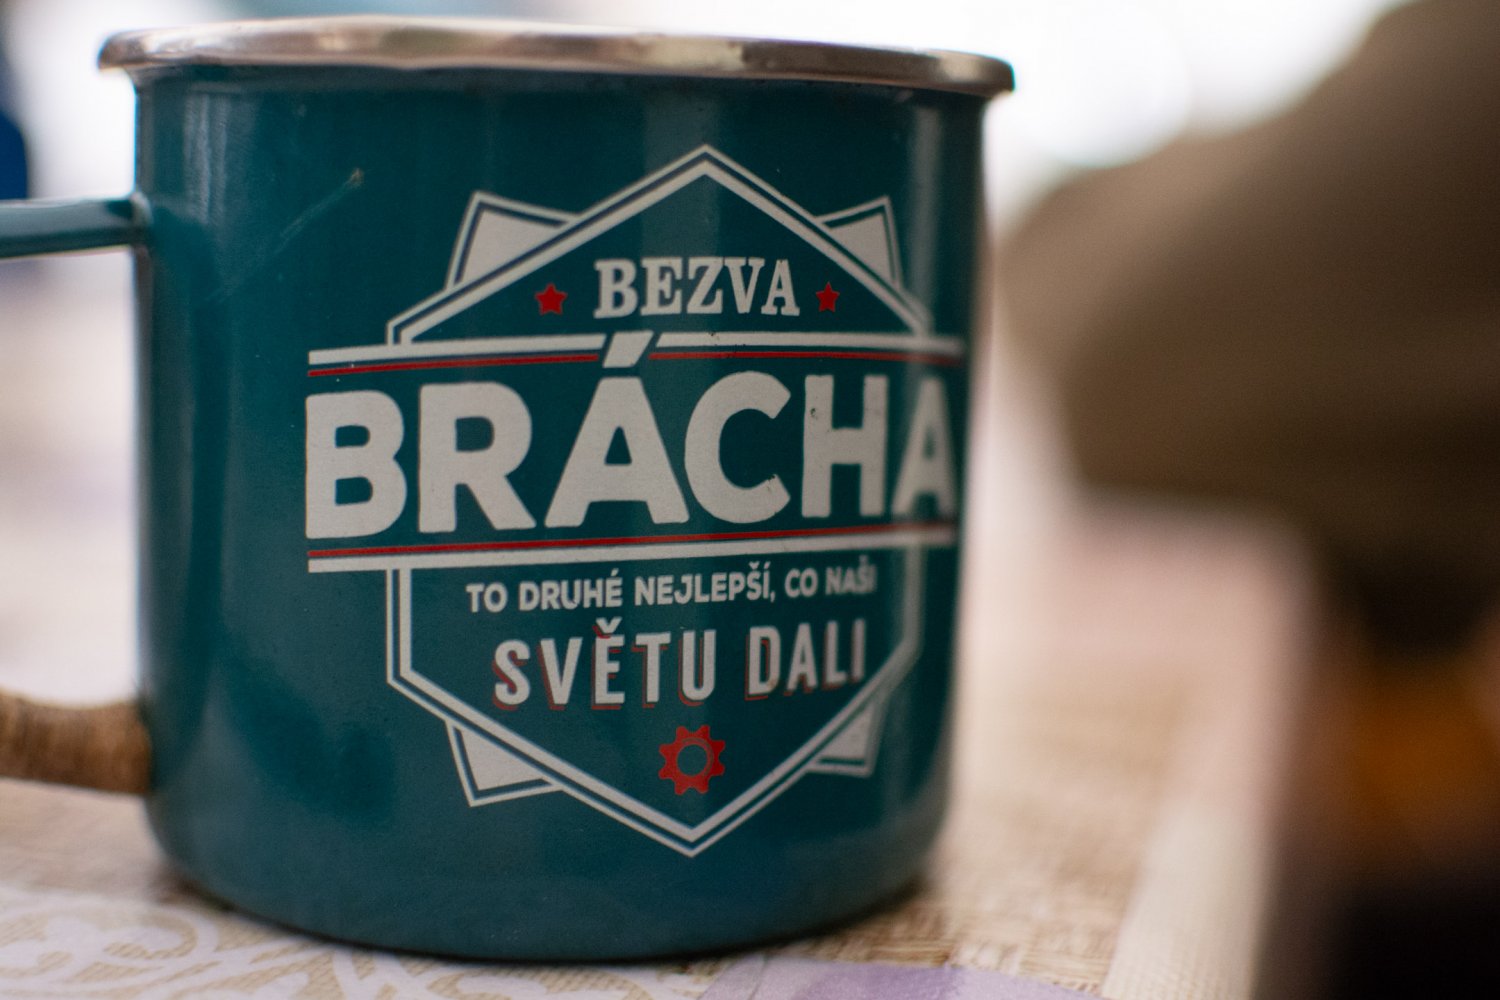 BEZVA
BRÁCHA
TO DRUHÉ NEJLEPŠÍ, CO NAŠI
SVĚTU DALI